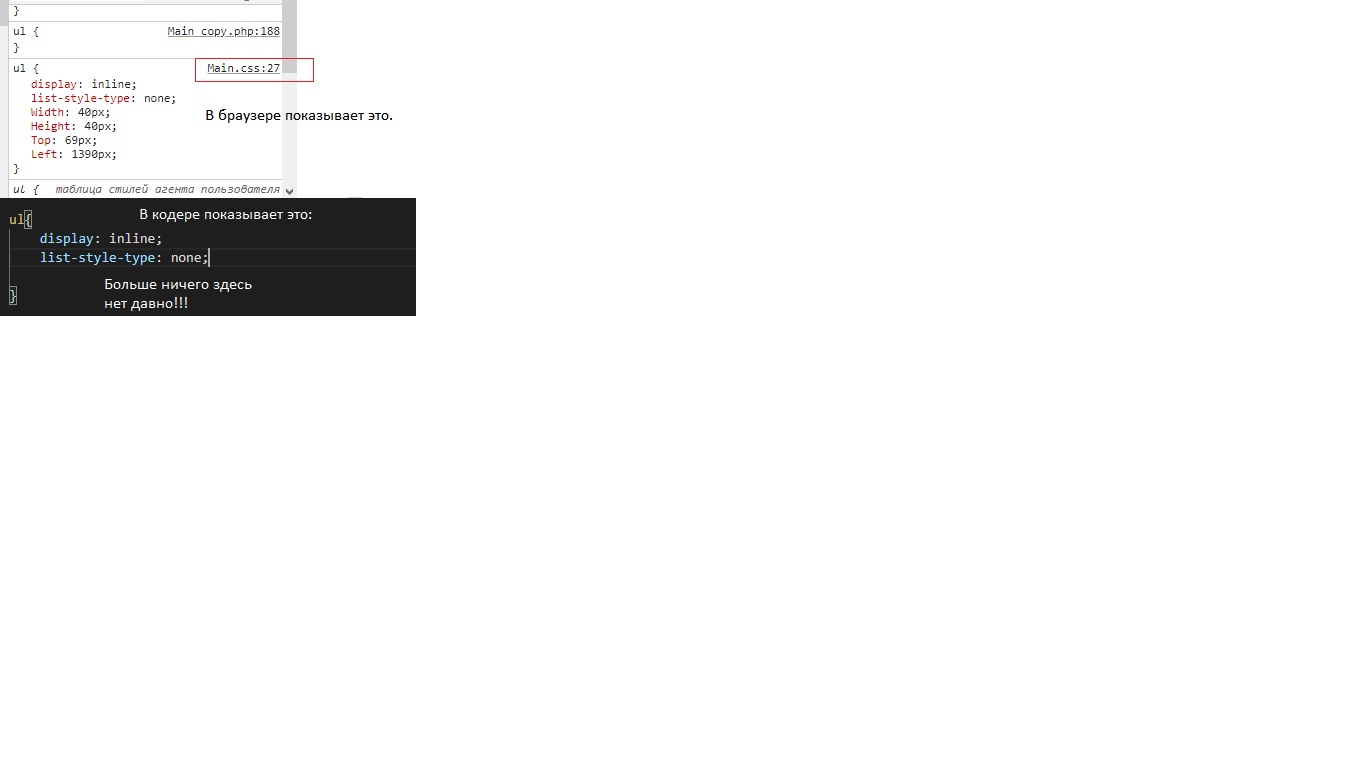 }
ul {
Main copy.php:188
}
ul {
Main.css:27
display: inline;
list-style-type: none;
Width: 40px;
В браузере показывает это.
Height: 40px;
Top: 69px;
Left: 1390px;
}
ul {
таблица стилей агента пользователя
В кодере показывает это:
ul{
display: inline;
list-style-type: none;
Больше ничего здесь
нет давно!!!
}